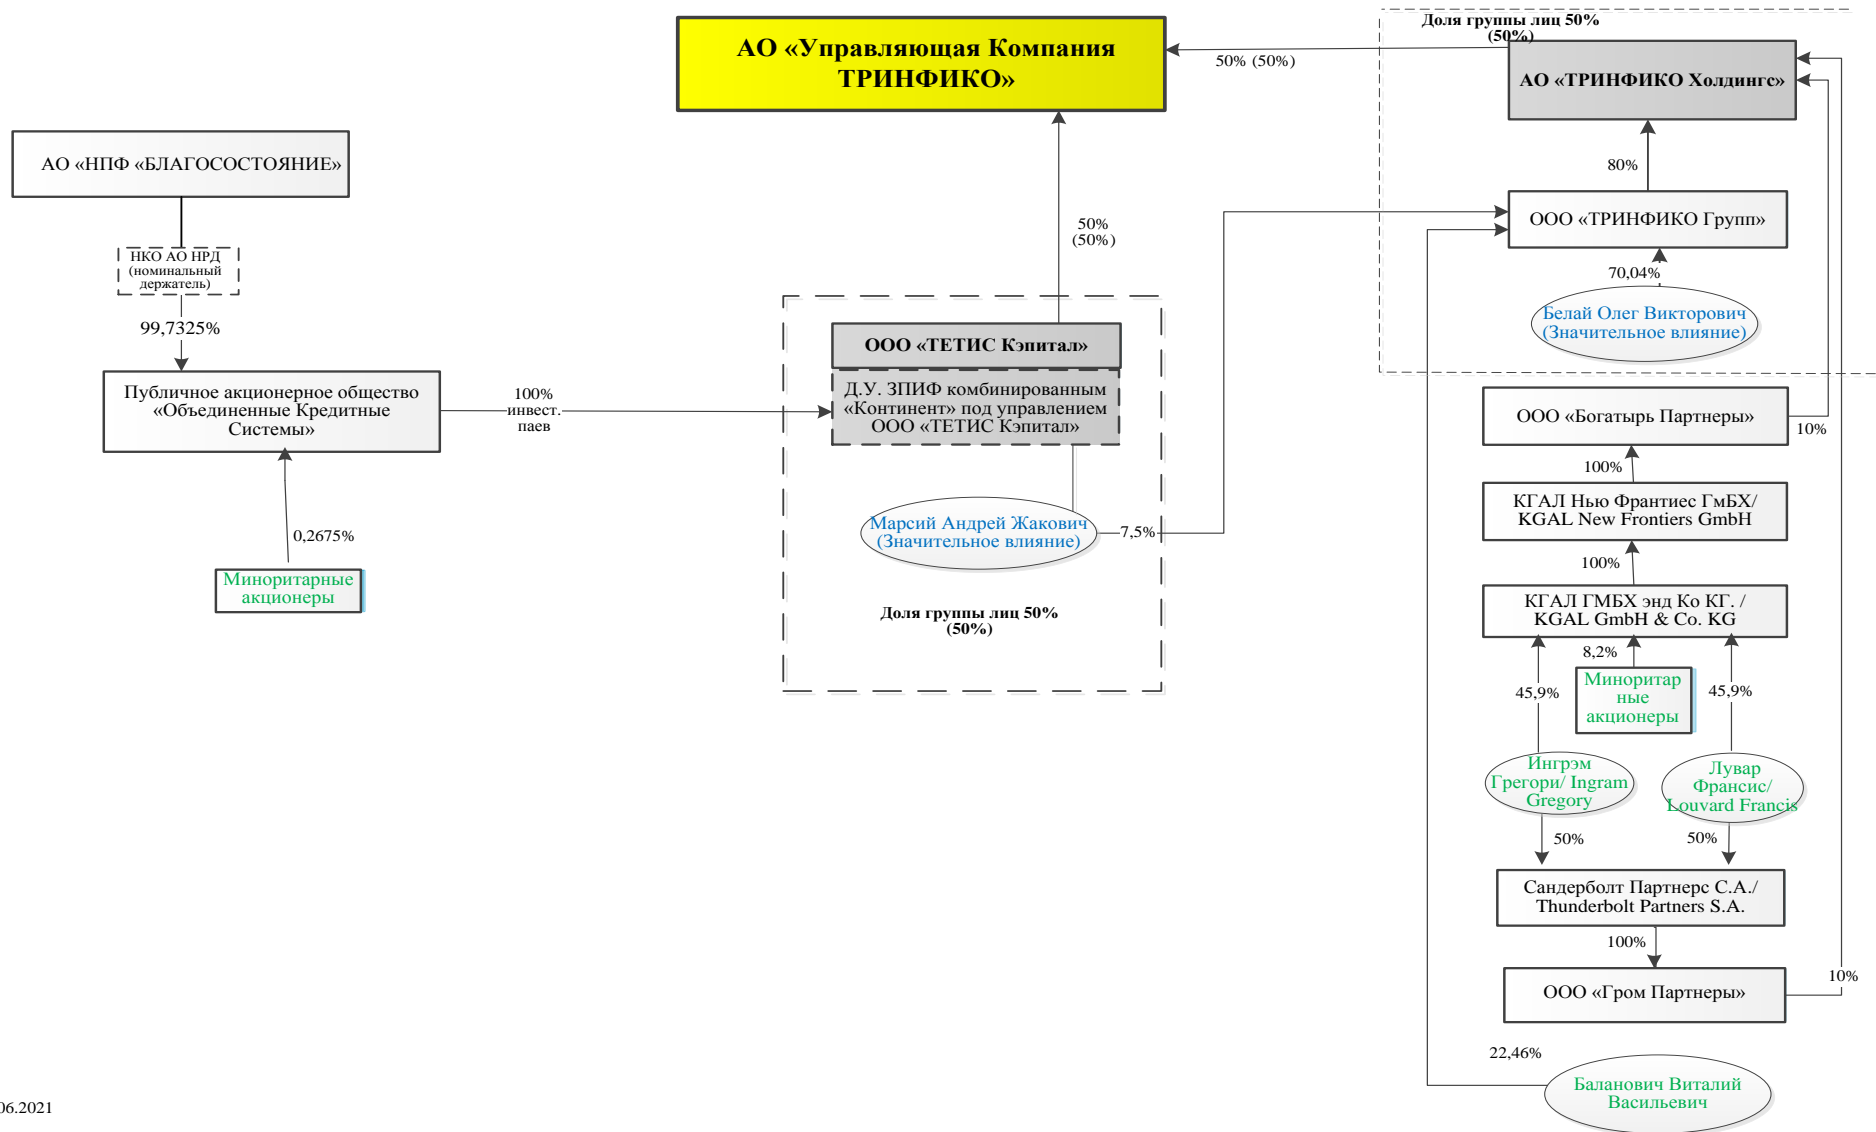 Доля группы лиц 50%
(50%)
АО «Управляющая Компания
ТРИНФИКО»
50% (50%)
АО «ТРИНФИКО Холдингс»
АО «НПФ «БЛАГОСОСТОЯНИЕ»
80%
ООО «ТРИНФИКО Групп»
50%
(50%)
НКО АО НРД
(номинальный
держатель)
70,04%
Белай Олег Викторович
(Значительное влияние)
99,7325%
ООО «ТЕТИС Кэпитал»
Д.У. ЗПИФ комбинированным
«Континент» под управлением
ООО «ТЕТИС Кэпитал»
Публичное акционерное общество
«Объединенные Кредитные
Системы»
100%
инвест.
паев
ООО «Богатырь Партнеры»
10%
100%
КГАЛ Нью Франтиес ГмБХ/
KGAL New Frontiers GmbH
Марсий Андрей Жакович
(Значительное влияние)
7,5%
0,2675%
Миноритарные
акционеры
100%
КГАЛ ГМБХ энд Ко КГ. /
KGAL GmbH & Co. KG
Доля группы лиц 50%
(50%)
8,2%
45,9%
Миноритар
ные
акционеры
45,9%
Ингрэм
Грегори/ Ingram
Gregory
Лувар
Франсис/
Louvard Francis
50%
50%
Сандерболт Партнерс С.А./
Thunderbolt Partners S.A.
100%
ООО «Гром Партнеры»
10%
22,46%
Баланович Виталий
Васильевич
06.2021